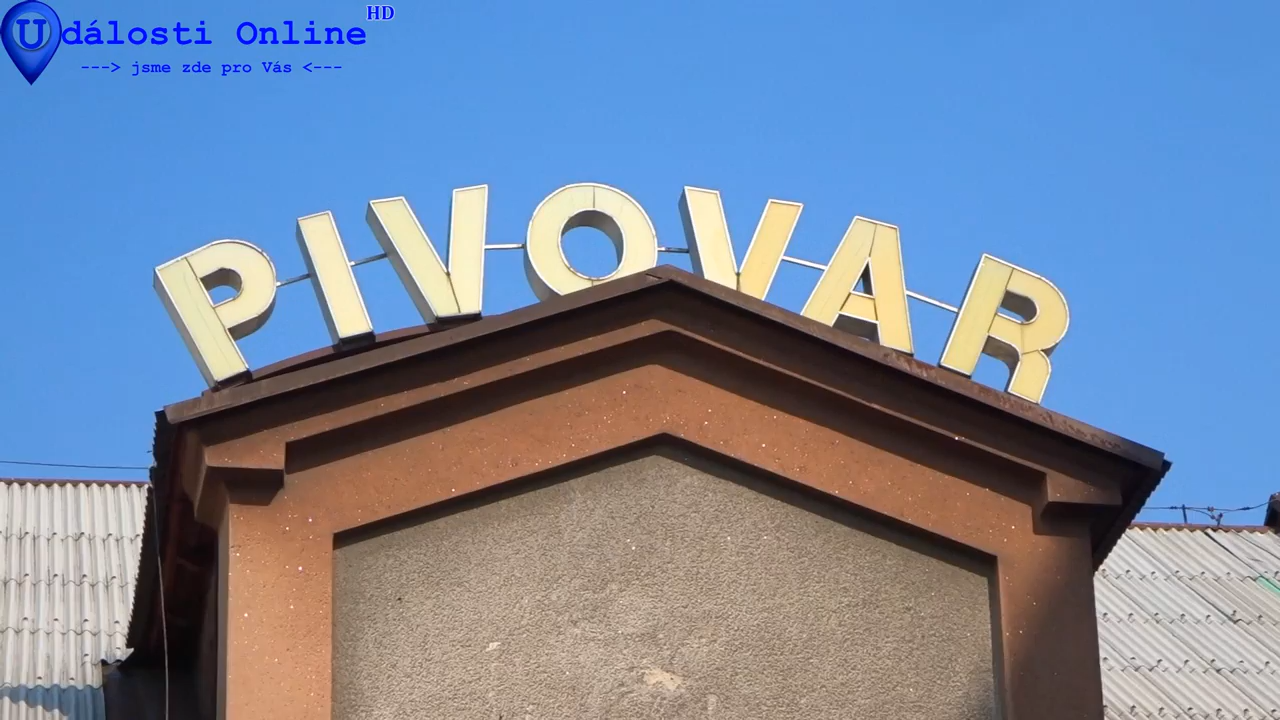 Události Online HD
---> jsme zde pro Vás <---
PIVOVAR